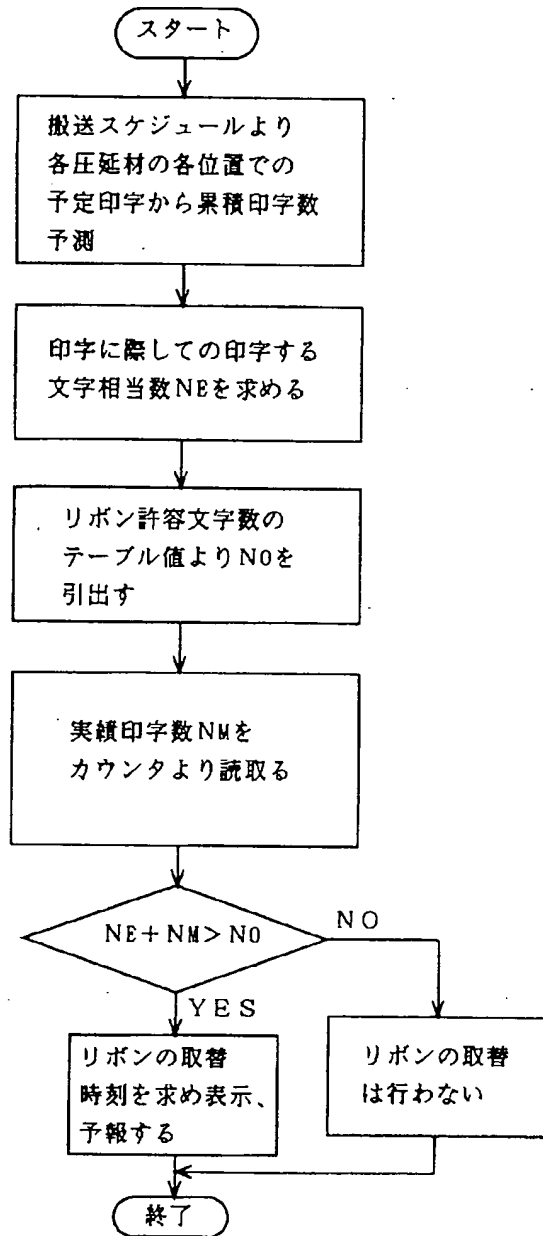 スタート
搬送スケジュールより
各圧延材の各位置での
予定印字から累積印字数
予測
印字に際しての印字する
文字相当数NEを求める
リボン許容文字数の
テーブル値よりN0を
引出す
実績印字数NMを
カウンタより読取る
NE+NM>N0
NO
YES
リボンの取替
時刻を求め表示、
予報する
リボンの取替
は行わない
終了